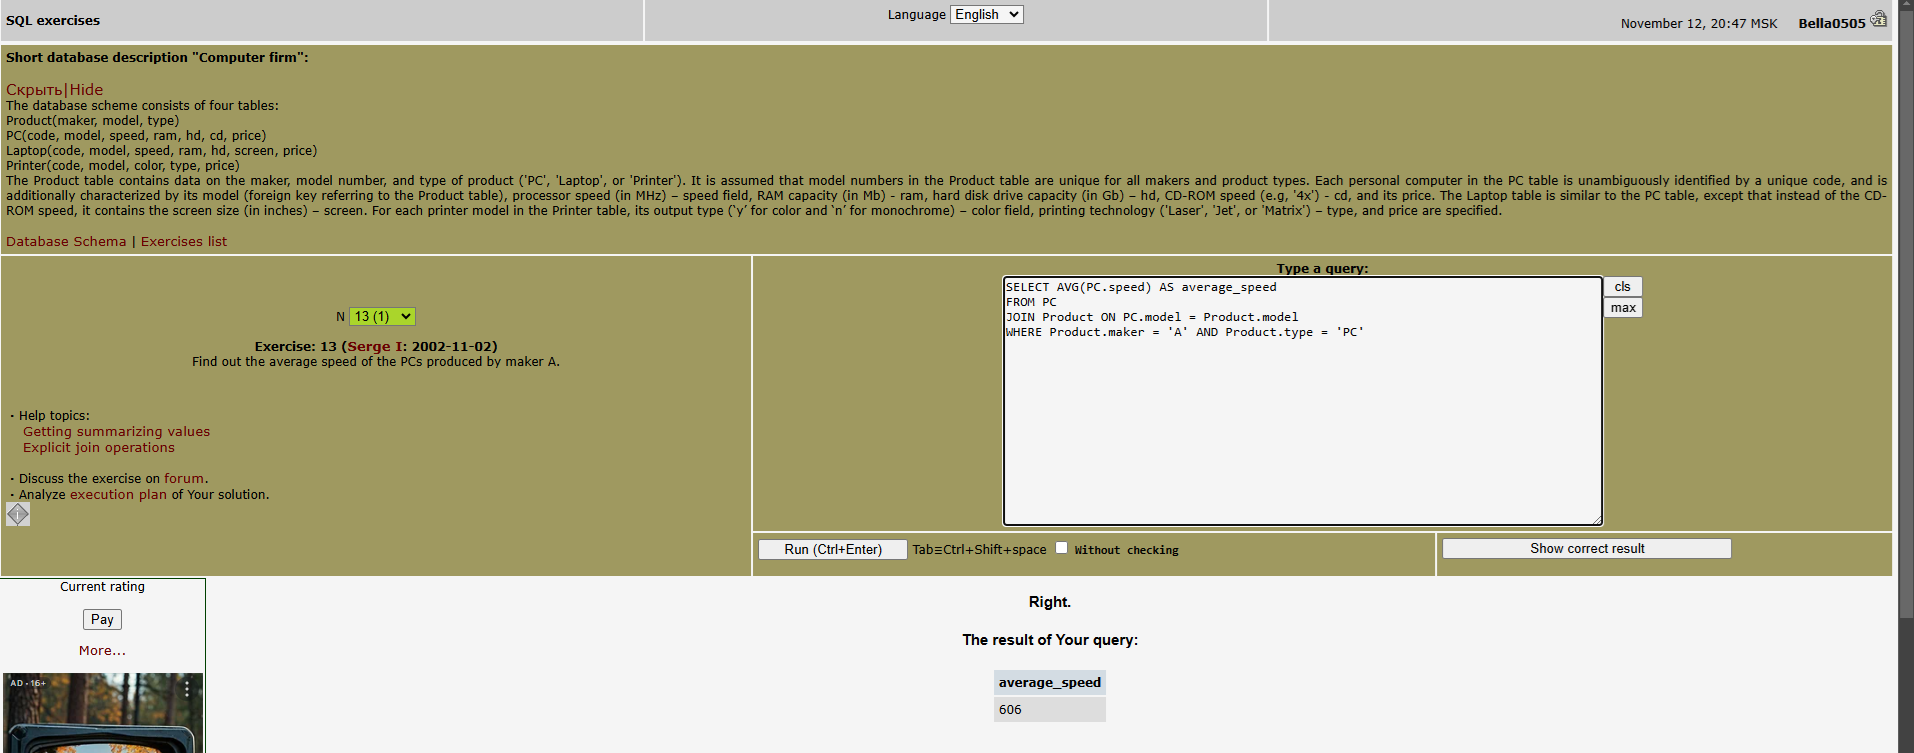 SQL exercises
Language English
November 12, 20:47 MSK Bella0505
Short database description "Computer firm":
Скрыть|Hide
The database scheme consists of four tables:
Product(maker, model, type)
PC(code, model, speed, ram, hd, cd, price)
Laptop(code, model, speed, ram, hd, screen, price)
Printer(code, model, color, type, price)
The Product table contains data on the maker, model number, and type of product ('PC', 'Laptop', or 'Printer'). It is assumed that model numbers in the Product table are unique for all makers and product types. Each personal computer in the PC table is unambiguously identified by a unique code, and is
additionally characterized by its model (foreign key referring to the Product table), processor speed (in MHz) – speed field, RAM capacity (in Mb) - ram, hard disk drive capacity (in Gb) – hd, CD-ROM speed (e.g, '4x') - cd, and its price. The Laptop table is similar to the PC table, except that instead of the CD-
ROM speed, it contains the screen size (in inches) – screen. For each printer model in the Printer table, its output type (‘y’ for color and ‘n’ for monochrome) – color field, printing technology ('Laser', 'Jet', or 'Matrix') – type, and price are specified.
Database Schema | Exercises list
N 13 (1)
Exercise: 13 (Serge I: 2002-11-02)
Find out the average speed of the PCs produced by maker A.
· Help topics:
Getting summarizing values
Explicit join operations
· Discuss the exercise on forum.
· Analyze execution plan of Your solution.
Type a query:
SELECT AVG(PC.speed) AS average_speed
FROM PC
JOIN Product ON PC.model = Product.model
WHERE Product.maker = 'A' AND Product.type = 'PC'
cls
max
Run (Ctrl+Enter) Tab≡Ctrl+Shift+space Without checking
Show correct result
Current rating
Pay
More...
AD · 16+
Right.
The result of Your query:
average_speed
606